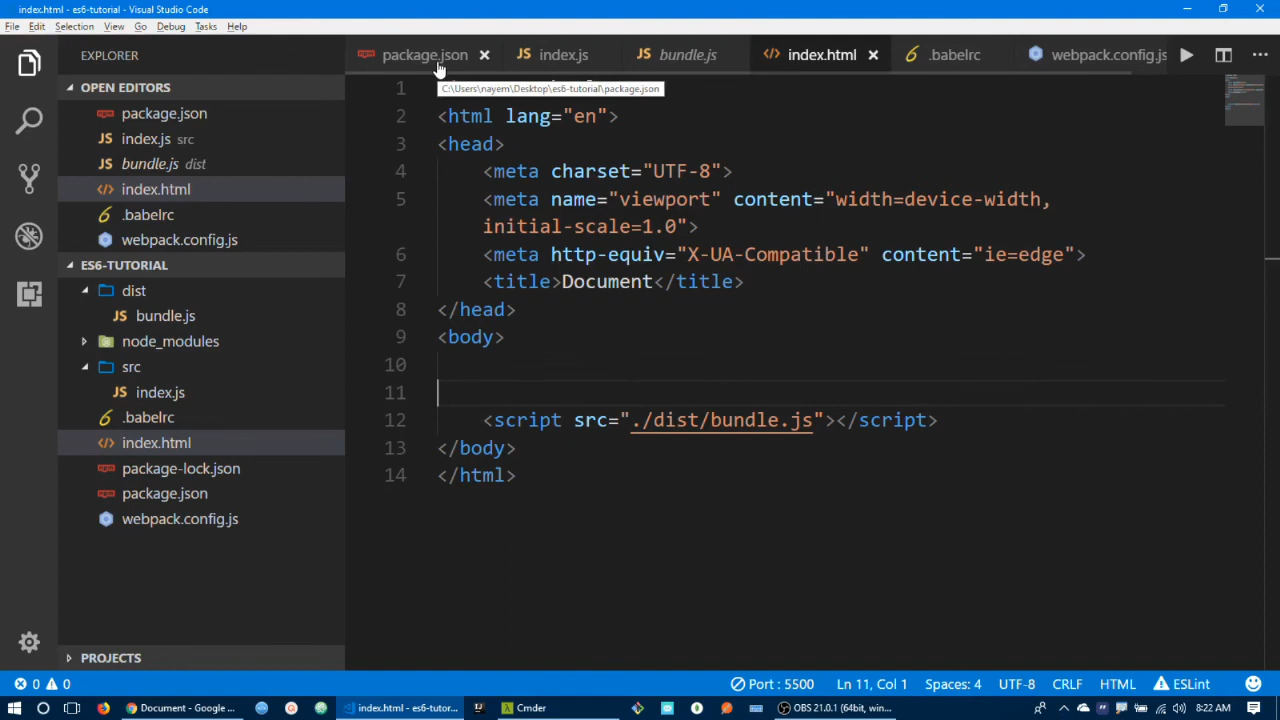 index.html - es6-tutorial - Visual Studio Code
File Edit Selection View Go Debug Tasks Help
EXPLORER
package.json index.js bundle.js index.html .babelrc webpack.config.js
C:\Users\nayem\Desktop\es6-tutorial\package.json
OPEN EDITORS
package.json
index.js src
bundle.js dist
index.html
.babelrc
webpack.config.js
ES6-TUTORIAL
dist
bundle.js
node_modules
src
index.js
.babelrc
index.html
package-lock.json
package.json
webpack.config.js
PROJECTS
1
2 <html lang="en">
3 <head>
4 <meta charset="UTF-8">
5 <meta name="viewport" content="width=device-width,
initial-scale=1.0">
6 <meta http-equiv="X-UA-Compatible" content="ie=edge">
7 <title>Document</title>
8 </head>
9 <body>
10
11
12 <script src="./dist/bundle.js"></script>
13 </body>
14 </html>
0 0 Port : 5500 Ln 11, Col 1 Spaces: 4 UTF-8 CRLF HTML ESLint
Document - Google ... index.html - es6-tutor... Cmder OBS 21.0.1 (64bit, win... 8:22 AM